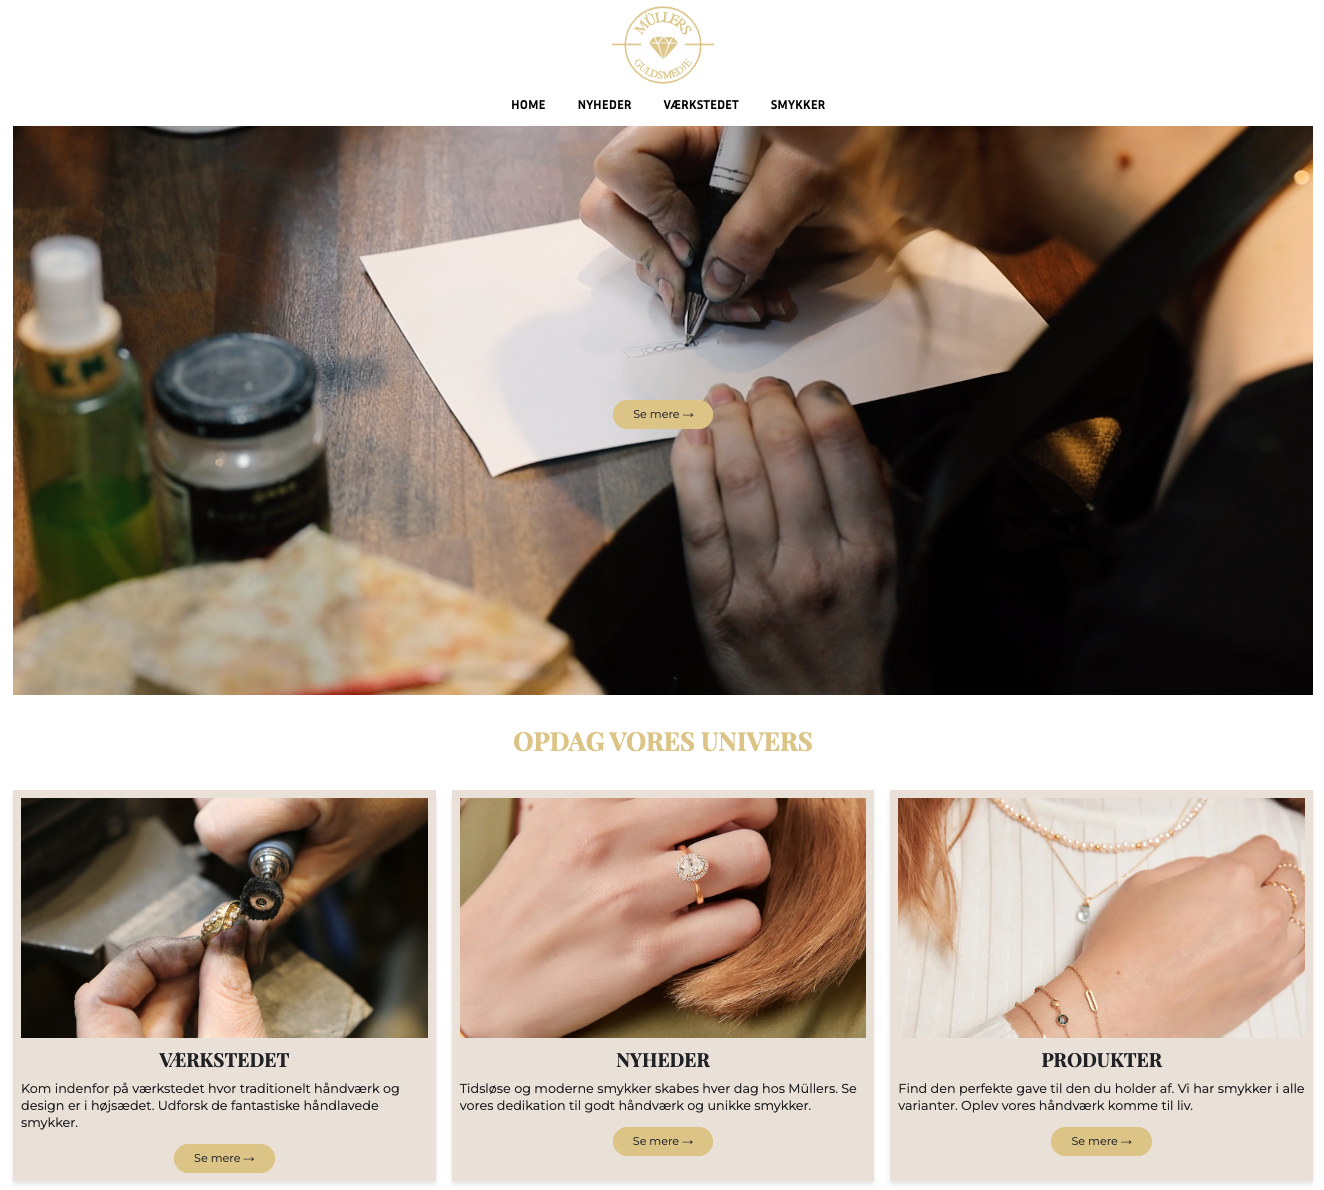 MÜLLERS
GULDSMEDJE
HOME NYHEDER VÆRKSTEDET SMYKKER
Se mere →
OPDAG VORES UNIVERS
VÆRKSTEDET
Kom indenfor på værkstedet hvor traditionelt håndværk og
design er i højsædet. Udforsk de fantastiske håndlavede
smykker.
Se mere →
NYHEDER
Tidsløse og moderne smykker skabes hver dag hos Müllers. Se
vores dedikation til godt håndværk og unikke smykker.
Se mere →
PRODUKTER
Find den perfekte gave til den du holder af. Vi har smykker i alle
varianter. Oplev vores håndværk komme til liv.
Se mere →